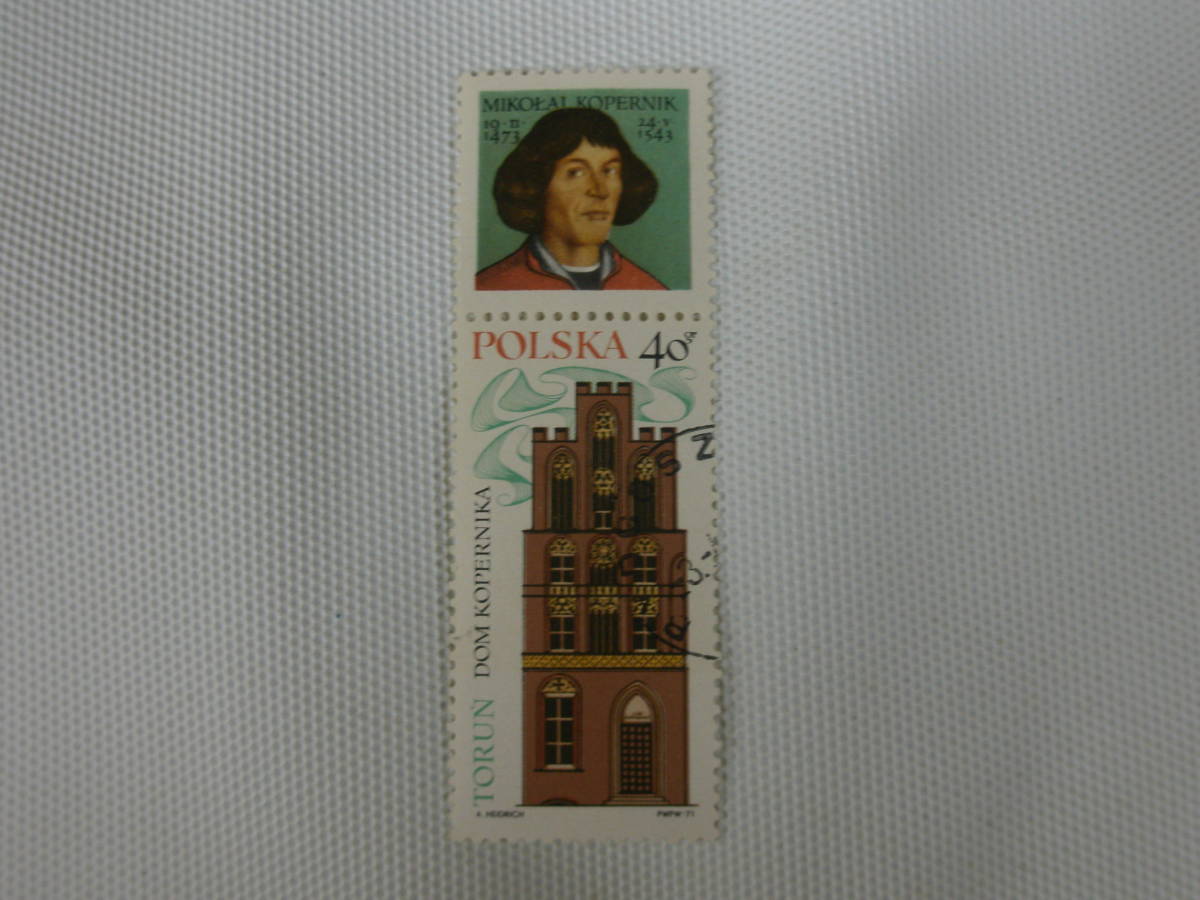 MIKOŁAJ KOPERNIK
19·II· 24·V·
1473 1543
POLSKA 40 gr
TORUŃ DOM KOPERNIKA
A. HEIDRICH PWPW·71